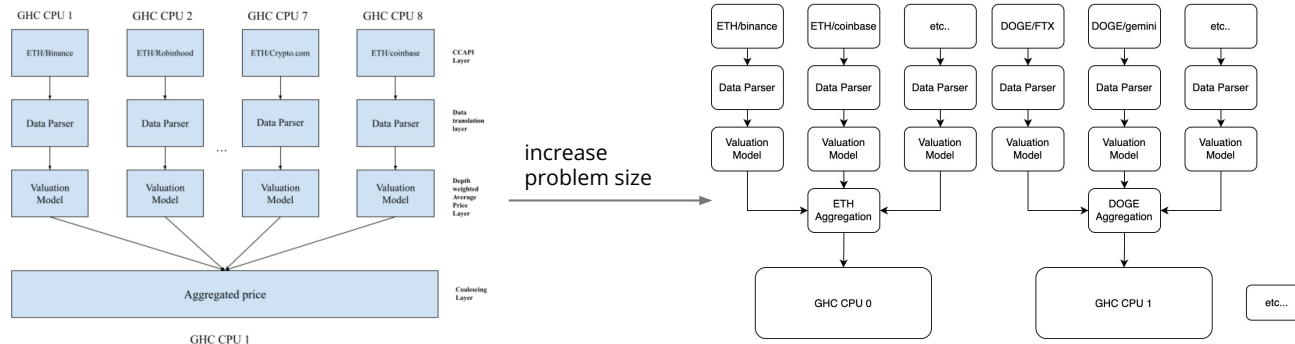 GHC CPU 1
GHC CPU 2
GHC CPU 7
GHC CPU 8
ETH/Binance
ETH/Robinhood
ETH/Crypto.com
ETH/coinbase
CCAPI
Layer
Data Parser
Data Parser
Data Parser
Data Parser
Data
translation
layer
...
Valuation
Model
Valuation
Model
Valuation
Model
Valuation
Model
Depth
weighted
Average
Price
Layer
Aggregated price
Coalescing
Layer
GHC CPU 1
increase
problem size
ETH/binance
ETH/coinbase
etc..
DOGE/FTX
DOGE/gemini
etc..
Data Parser
Data Parser
Data Parser
Data Parser
Data Parser
Data Parser
Valuation
Model
Valuation
Model
Valuation
Model
Valuation
Model
Valuation
Model
Valuation
Model
ETH
Aggregation
DOGE
Aggregation
GHC CPU 0
GHC CPU 1
etc...